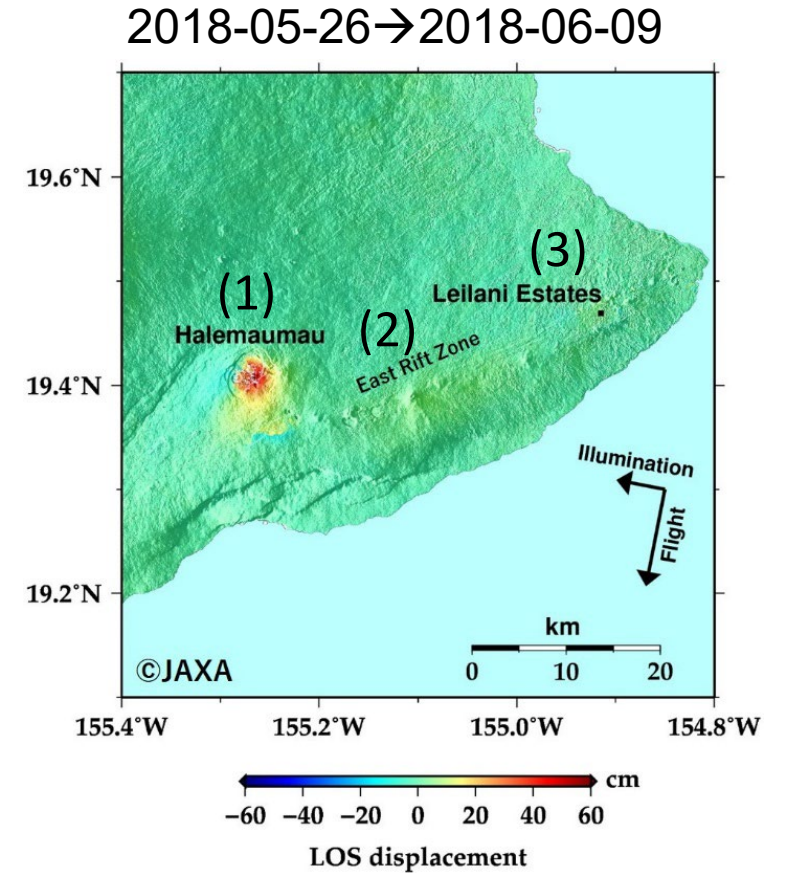 2018-05-26→2018-06-09
19.6°N
(3)
(1)
Leilani Estates
(2)
Halemaumau
East Rift Zone
19.4°N
Illumination
Flight
19.2°N
km
©JAXA
0 10 20
155.4°W 155.2°W 155.0°W 154.8°W
cm
−60 −40 −20 0 20 40 60
LOS displacement